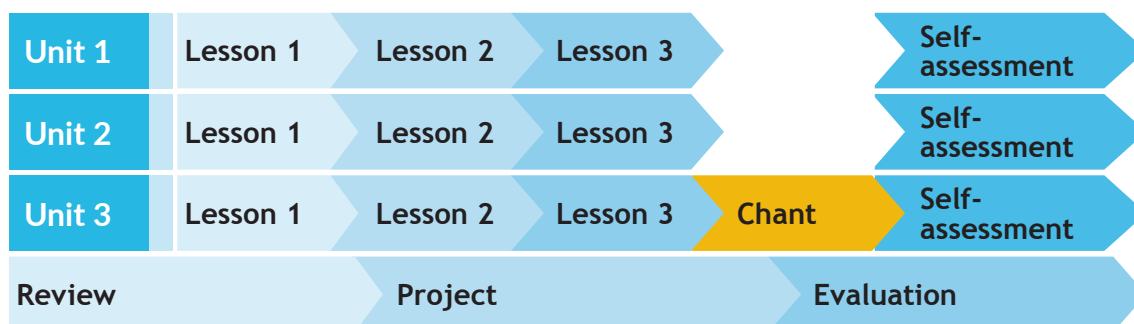 Unit 1 Lesson 1 Lesson 2 Lesson 3 Self-
assessment
Unit 2 Lesson 1 Lesson 2 Lesson 3 Self-
assessment
Unit 3 Lesson 1 Lesson 2 Lesson 3 Chant Self-
assessment
Review Project Evaluation